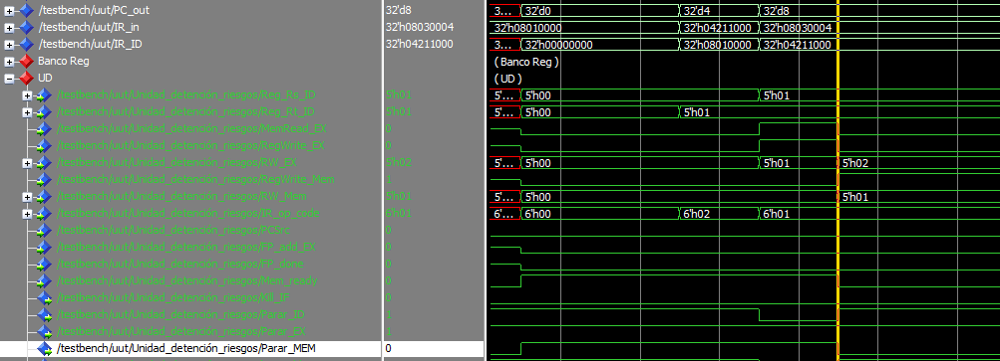 /testbench/uut/PC_out 32'd8 3... 32'd0 32'd4 32'd8
/testbench/uut/IR_in 32'h08030004 32'h08010000 32'h04211000 32'h08030004
/testbench/uut/IR_ID 32'h04211000 3... 32'h00000000 32'h08010000 32'h04211000
Banco Reg (Banco Reg )
UD (UD )
/testbench/uut/Unidad_detención_riesgos/Reg_Rs_ID 5'h01 5'... 5'h00 5'h01
/testbench/uut/Unidad_detención_riesgos/Reg_Rt_ID 5'h01 5'... 5'h00 5'h01
/testbench/uut/Unidad_detención_riesgos/MemRead_EX 0
/testbench/uut/Unidad_detención_riesgos/RegWrite_EX 0
/testbench/uut/Unidad_detención_riesgos/RW_EX 5'h02 5'... 5'h00 5'h01 5'h02
/testbench/uut/Unidad_detención_riesgos/RegWrite_Mem 1
/testbench/uut/Unidad_detención_riesgos/RW_Mem 5'h01 5'... 5'h00 5'h01
/testbench/uut/Unidad_detención_riesgos/IR_op_code 6'h01 6'... 6'h00 6'h02 6'h01
/testbench/uut/Unidad_detención_riesgos/PCSrc 0
/testbench/uut/Unidad_detención_riesgos/FP_add_EX 0
/testbench/uut/Unidad_detención_riesgos/FP_done 0
/testbench/uut/Unidad_detención_riesgos/Mem_ready 0
/testbench/uut/Unidad_detención_riesgos/Kill_IF 0
/testbench/uut/Unidad_detención_riesgos/Parar_ID 1
/testbench/uut/Unidad_detención_riesgos/Parar_EX 1
/testbench/uut/Unidad_detención_riesgos/Parar_MEM 0